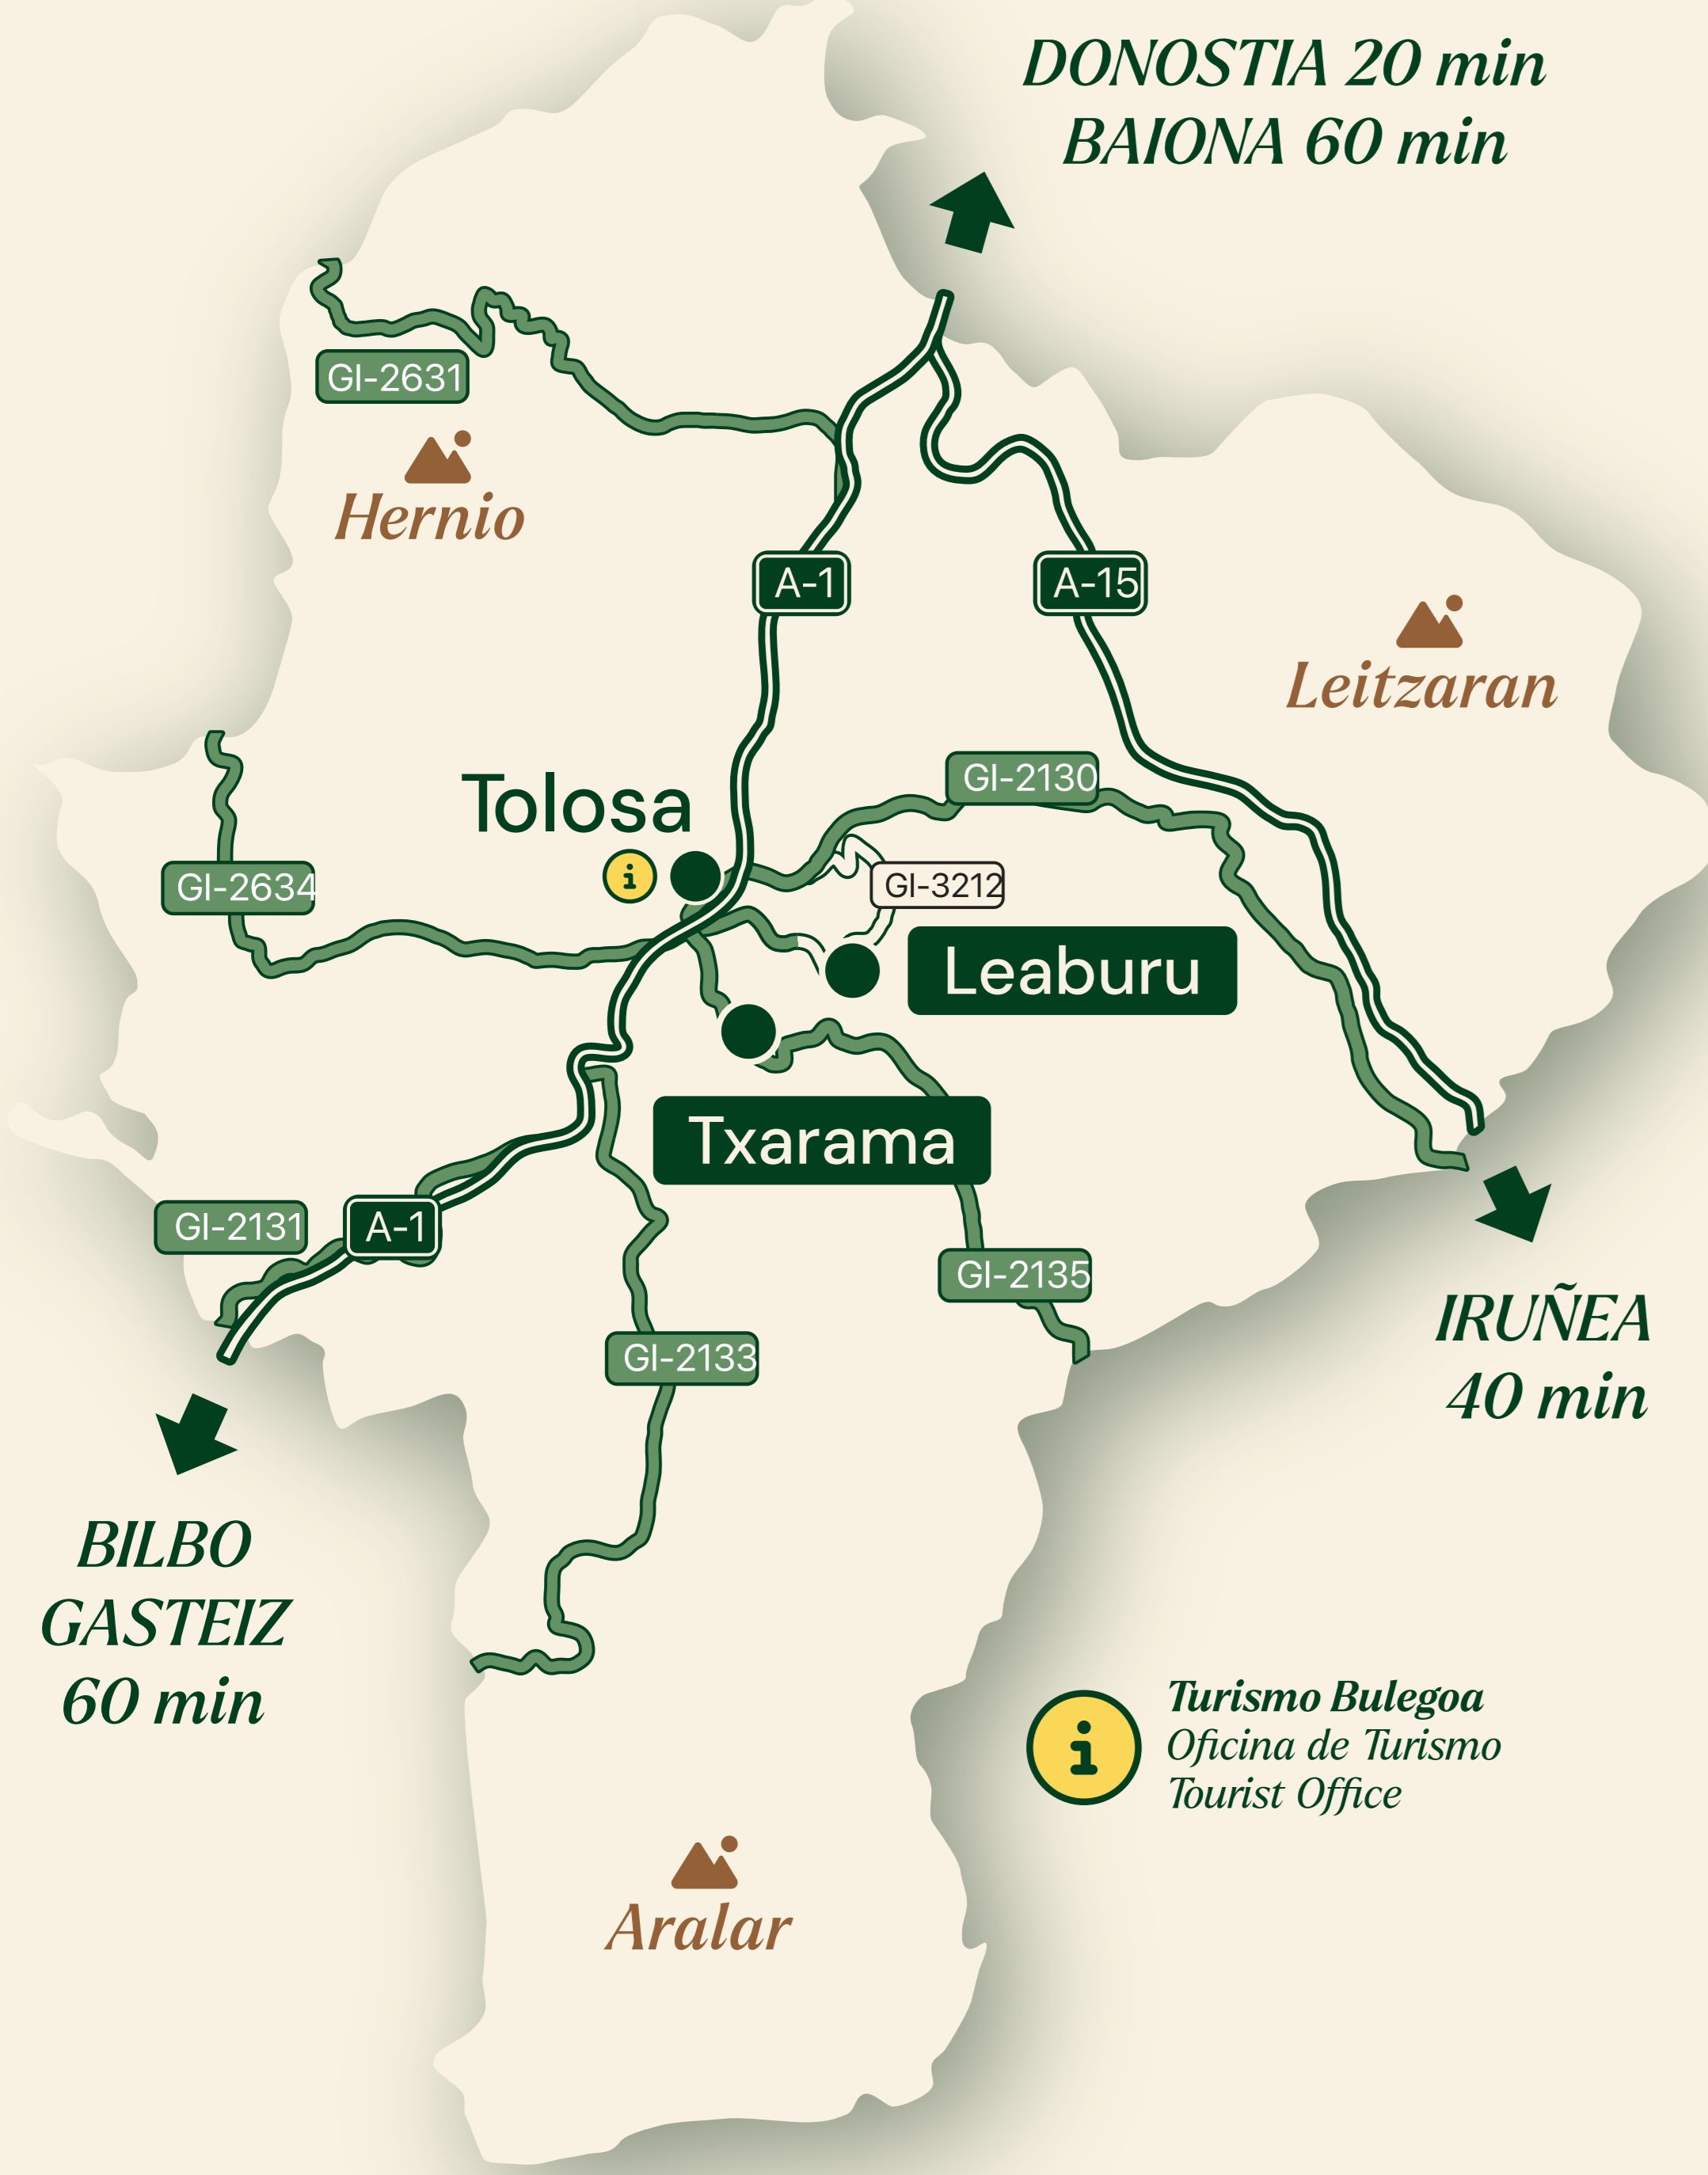 DONOSTIA 20 min
BAIONA 60 min
GI-2631
Hernio
A-1
A-15
Leitzaran
GI-2130
Tolosa
GI-2634
GI-3212
Leaburu
Txarama
GI-2131
A-1
GI-2135
GI-2133
IRUÑEA
40 min
BILBO
GASTEIZ
60 min
Turismo Bulegoa
Oficina de Turismo
Tourist Office
Aralar